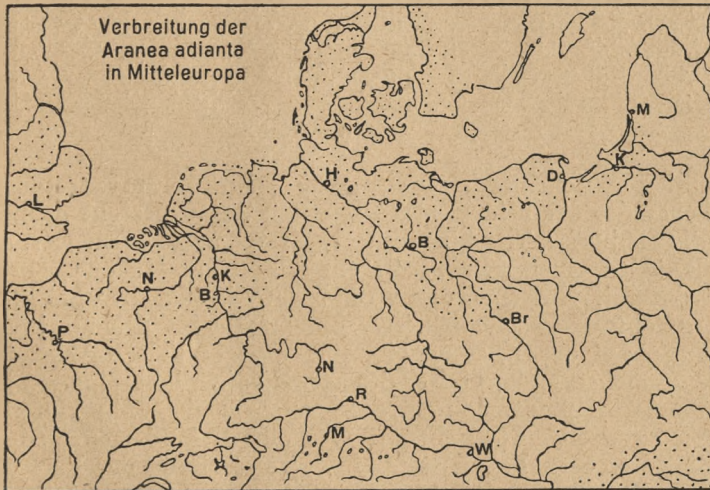 Verbreitung der
Aranea adianta
in Mitteleuropa
M
K
D
H
L
B
K
N
B
Br
P
N
R
M
W